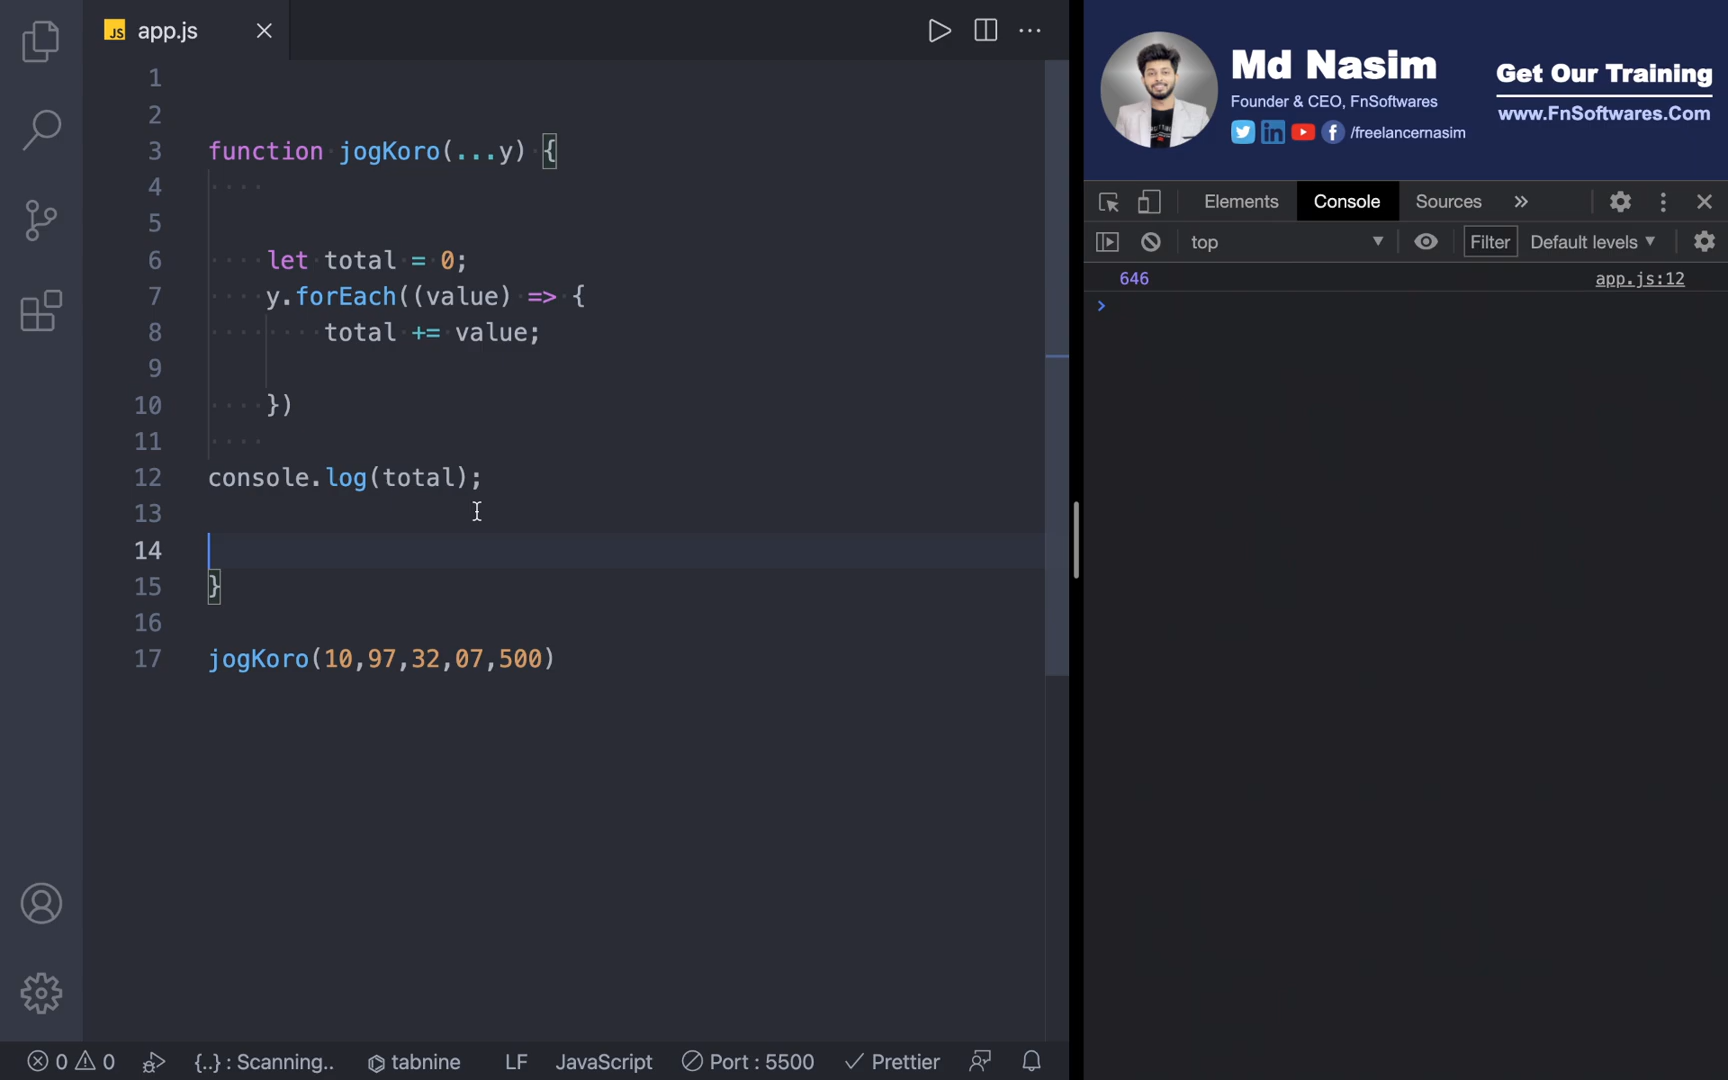 JS app.js
1
2
3 function jogKoro(...y) {
4
5
6 let total = 0;
7 y.forEach((value) => {
8 total += value;
9
10 })
11
12 console.log(total);
13
14
15 }
16
17 jogKoro(10,97,32,07,500)
0 0 {..} : Scanning.. tabnine LF JavaScript Port : 5500 Prettier
Md Nasim
Founder & CEO, FnSoftwares
/freelancernasim
Get Our Training
www.FnSoftwares.Com
Elements Console Sources »
top Filter Default levels
646 app.js:12
>